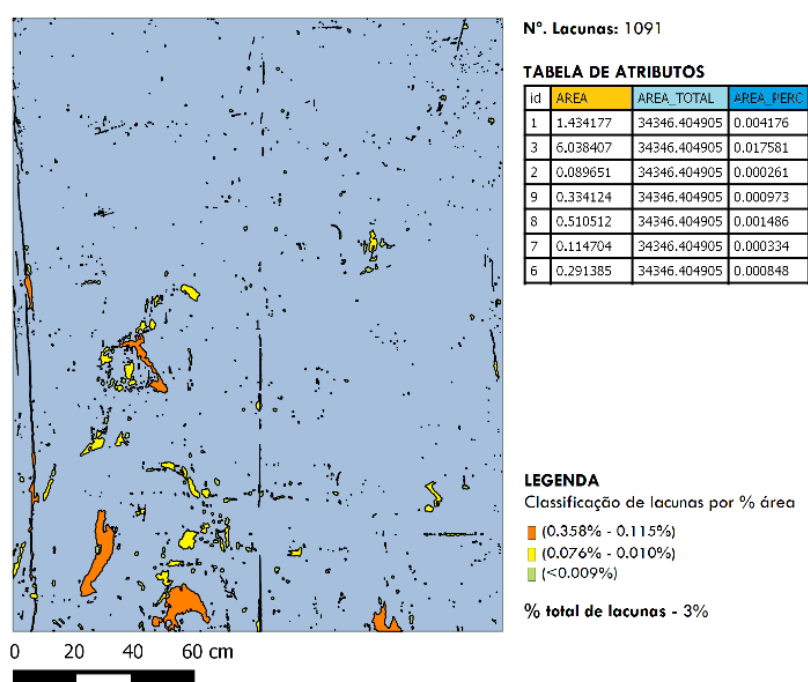 Nº. Lacunas: 1091
TABELA DE ATRIBUTOS
id AREA AREA_TOTAL AREA_PERC
1 1.434177 34346.404905 0.004176
3 6.038407 34346.404905 0.017581
2 0.089651 34346.404905 0.000261
9 0.334124 34346.404905 0.000973
8 0.510512 34346.404905 0.001486
7 0.114704 34346.404905 0.000334
6 0.291385 34346.404905 0.000848
LEGENDA
Classificação de lacunas por % área
(0.358% - 0.115%)
(0.076% - 0.010%)
(<0.009%)
% total de lacunas - 3%
0 20 40 60 cm